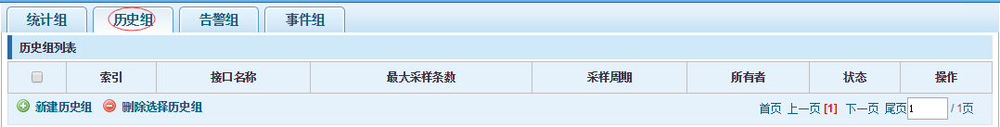 统计组 历史组 告警组 事件组
历史组列表
索引 接口名称 最大采样条数 采样周期 所有者 状态 操作
新建历史组 删除选择历史组 首页 上一页 [1] 下一页 尾页 1 / 1页